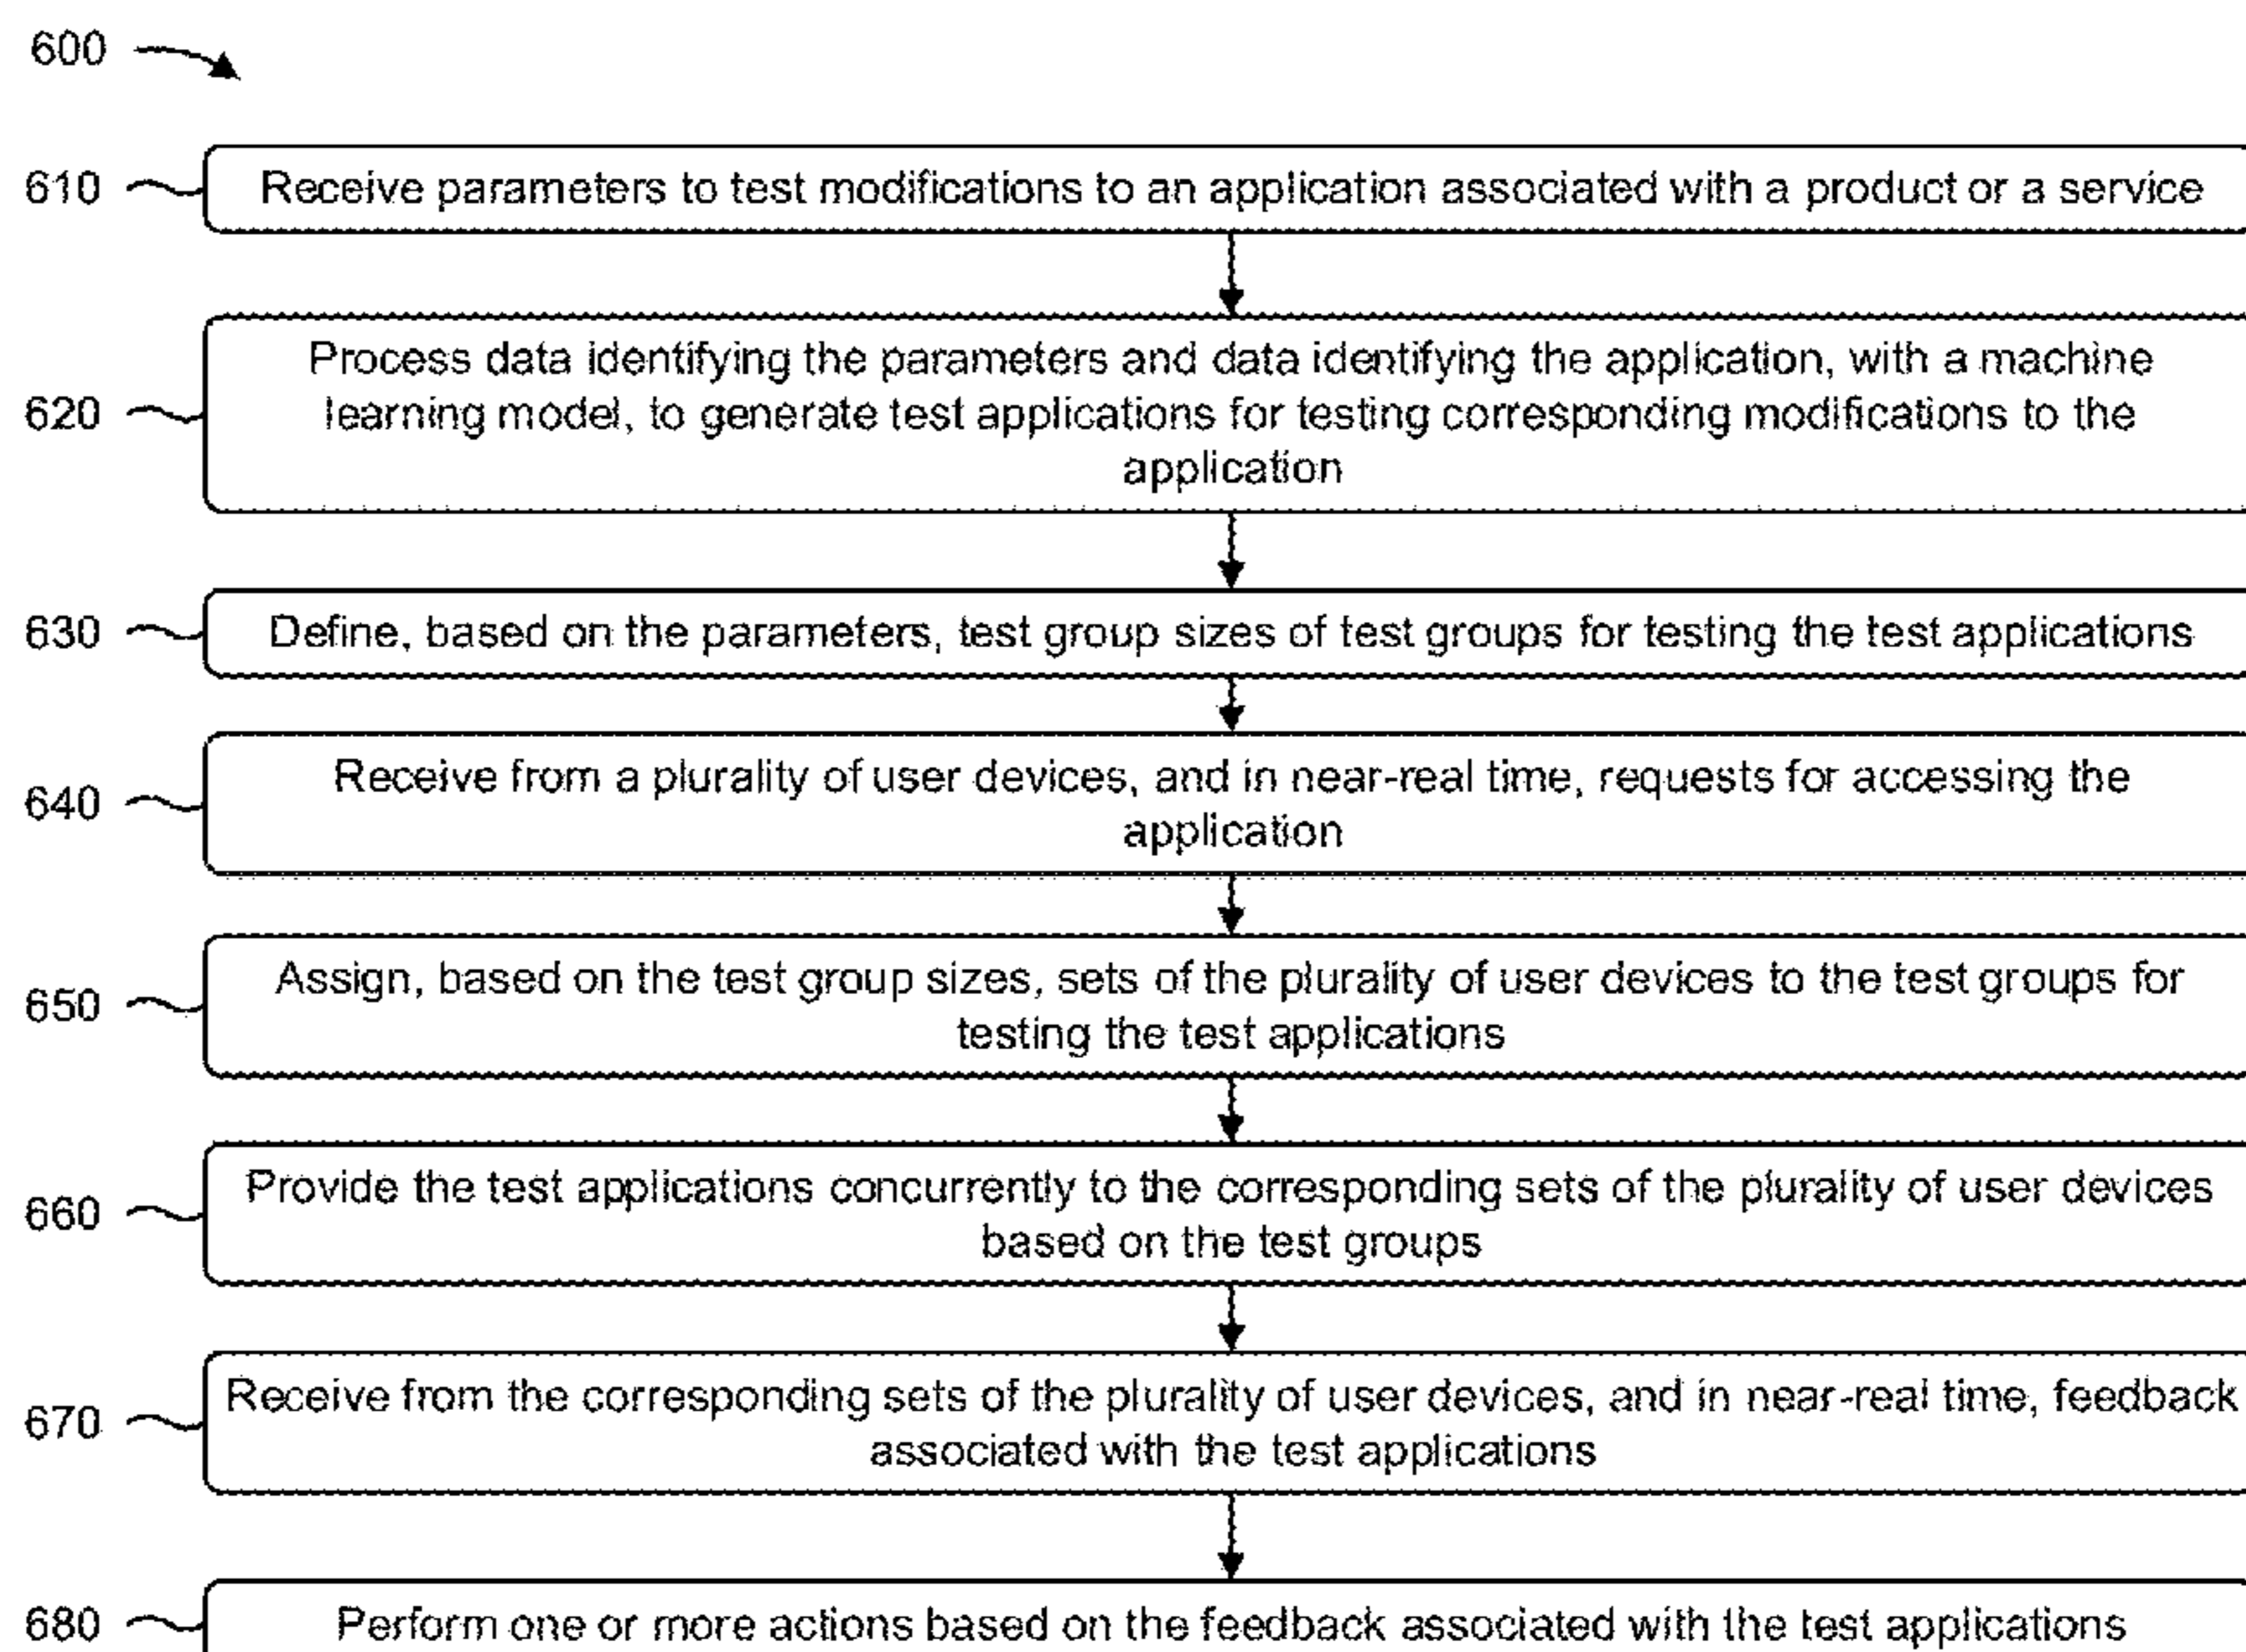 600
610 Receive parameters to test modifications to an application associated with a product or a service
Process data identifying the parameters and data identifying the application, with a machine
620 learning model, to generate test applications for testing corresponding modifications to the
application
630 Define, based on the parameters, test group sizes of test groups for testing the test applications
Receive from a plurality of user devices, and in near-real time, requests for accessing the
640
application
Assign, based on the test group sizes, sets of the plurality of user devices to the test groups for
650
testing the test applications
Provide the test applications concurrently to the corresponding sets of the plurality of user devices
660
based on the test groups
Receive from the corresponding sets of the plurality of user devices, and in near-real time, feedback
670
associated with the test applications
680 Perform one or more actions based on the feedback associated with the test applications